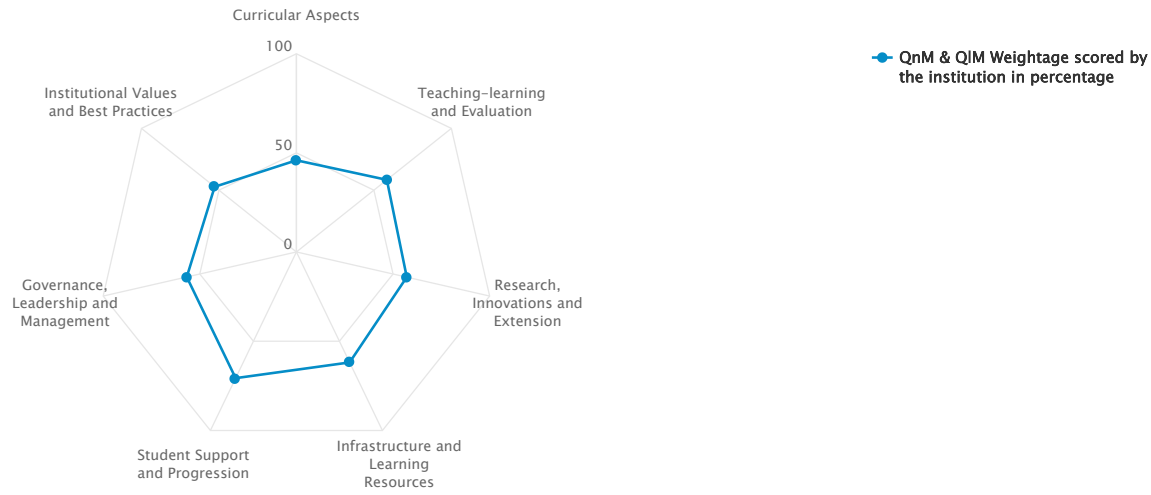 Curricular Aspects
100
QnM & QlM Weightage scored by
the institution in percentage
Institutional Values
and Best Practices
Teaching-learning
and Evaluation
50
0
Governance,
Leadership and
Management
Research,
Innovations and
Extension
Student Support
and Progression
Infrastructure and
Learning
Resources